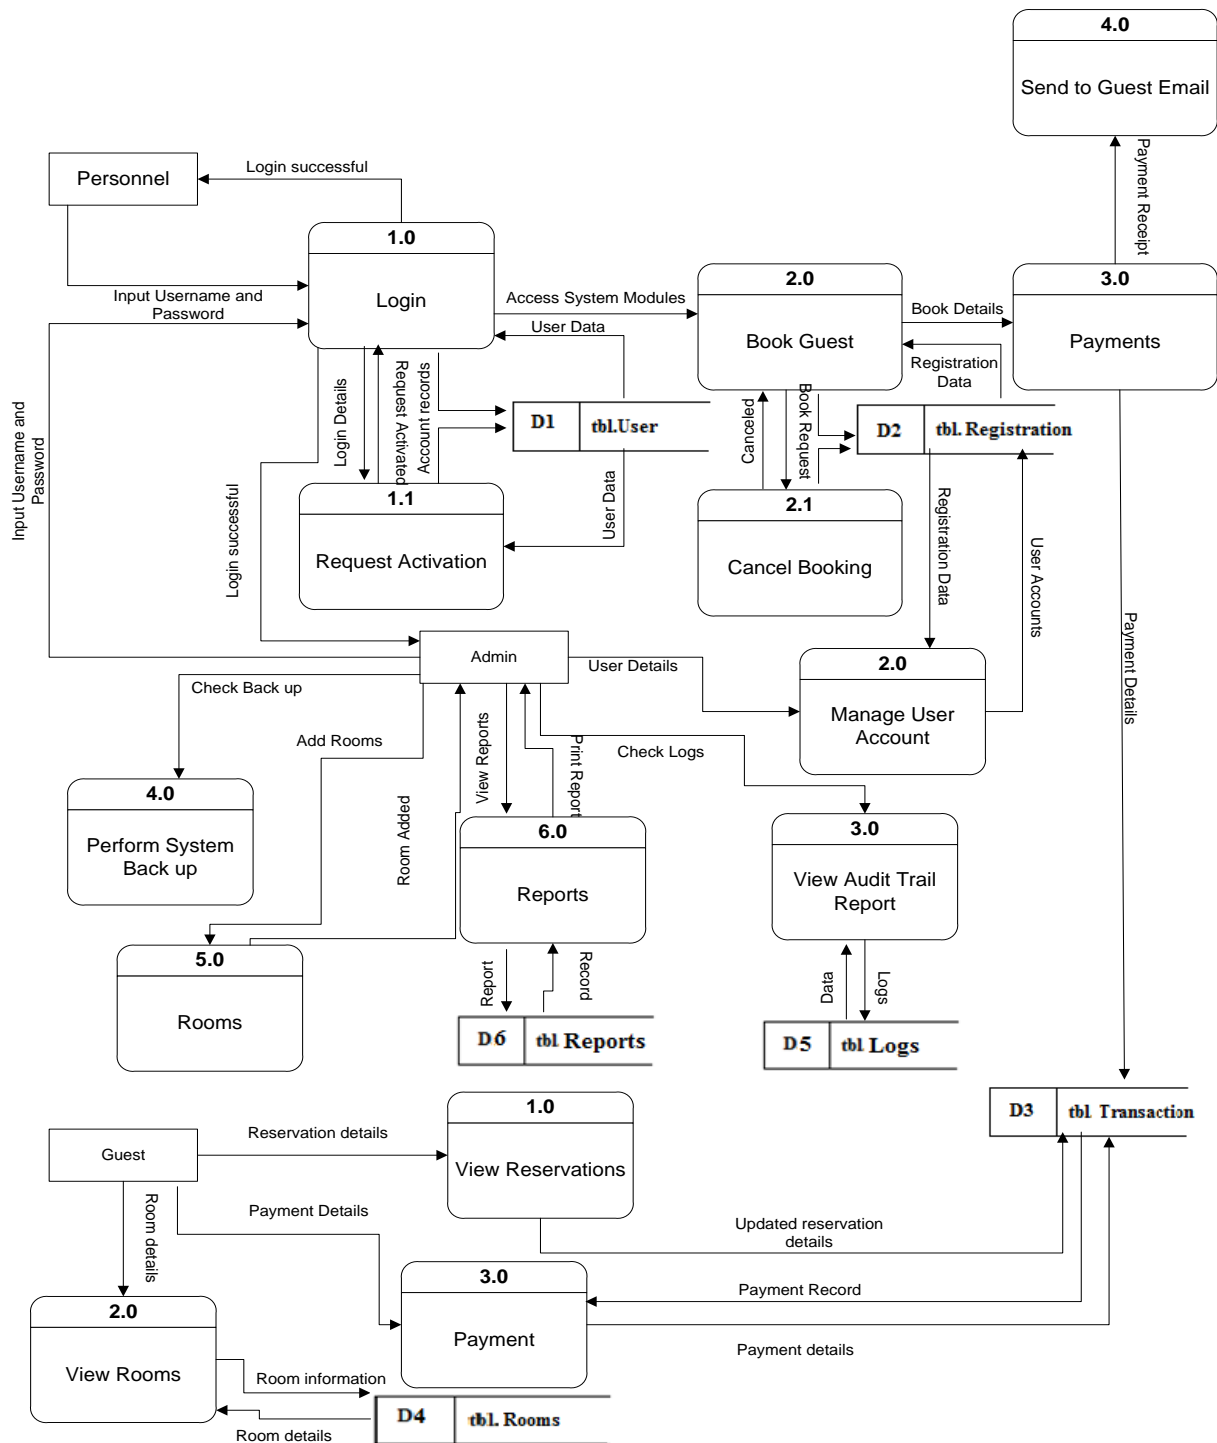 4.0
Send to Guest Email
Payment Receipt
Login successful
Personnel
1.0
Login
Input Username and
Password
Access System Modules
User Data
2.0
Book Guest
Book Details
3.0
Payments
Registration
Data
Login Details
Request Activated
Account recorps
D1 tbl.User
Canceled
Book Request
D2 tbl. Registration
Input Username and
Password
Login successful
1.1
Request Activation
User Data
2.1
Cancel Booking
Registration Data
User Accounts
Payment Details
Admin
User Details
2.0
Manage User
Account
Check Back up
Add Rooms
View Reports
Print Report
Check Logs
4.0
Perform System
Back up
Room Added
6.0
Reports
3.0
View Audit Trail
Report
5.0
Rooms
Report
Record
Data
Logs
D6 tbl Reports
D5 tbl Logs
D3 tbl. Transaction
1.0
View Reservations
Reservation details
Guest
Room details
Payment Details
Updated reservation
details
3.0
Payment
Payment Record
Payment details
2.0
View Rooms
Room information
Room details
D4 tbl. Rooms